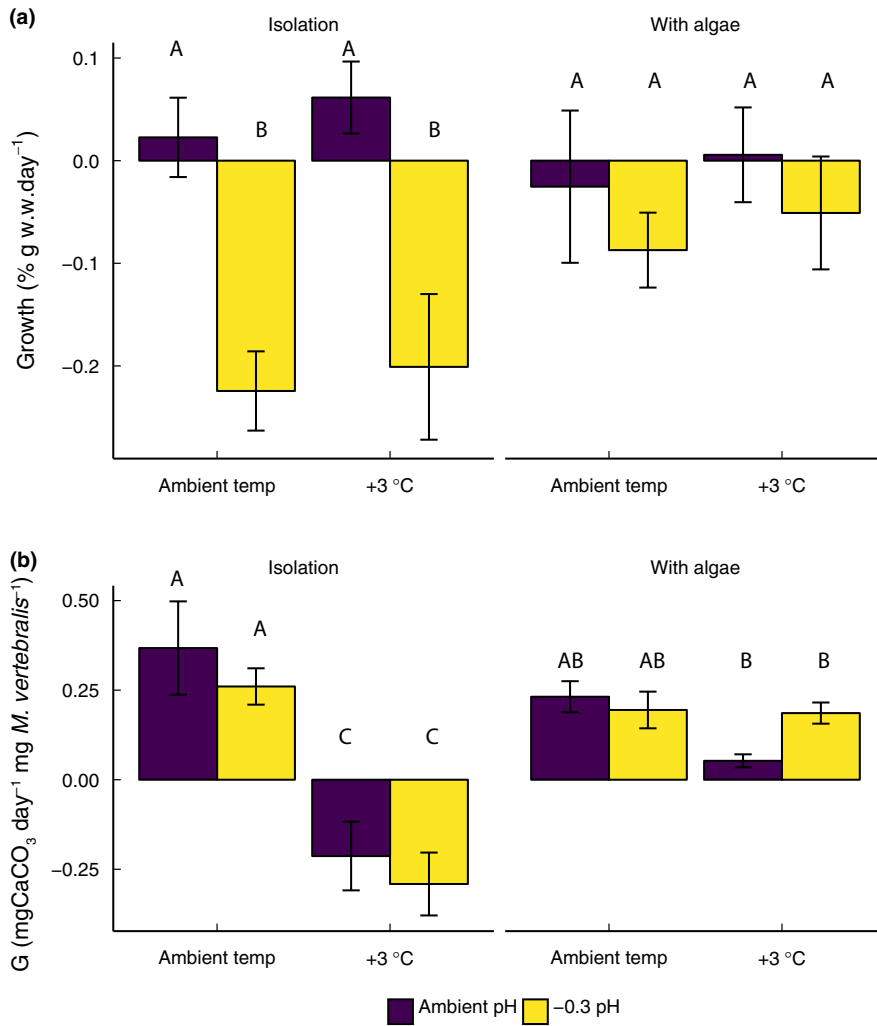 (a)
Isolation With algae
Growth (% g w.w.day⁻¹)
0.1
0.0
−0.1
−0.2
A B A B A A A A
Ambient temp +3 °C Ambient temp +3 °C
(b)
Isolation With algae
G (mgCaCO₃ day⁻¹ mg M. vertebralis⁻¹)
0.50
0.25
0.00
−0.25
A A C C AB AB B B
Ambient temp +3 °C Ambient temp +3 °C
Ambient pH −0.3 pH